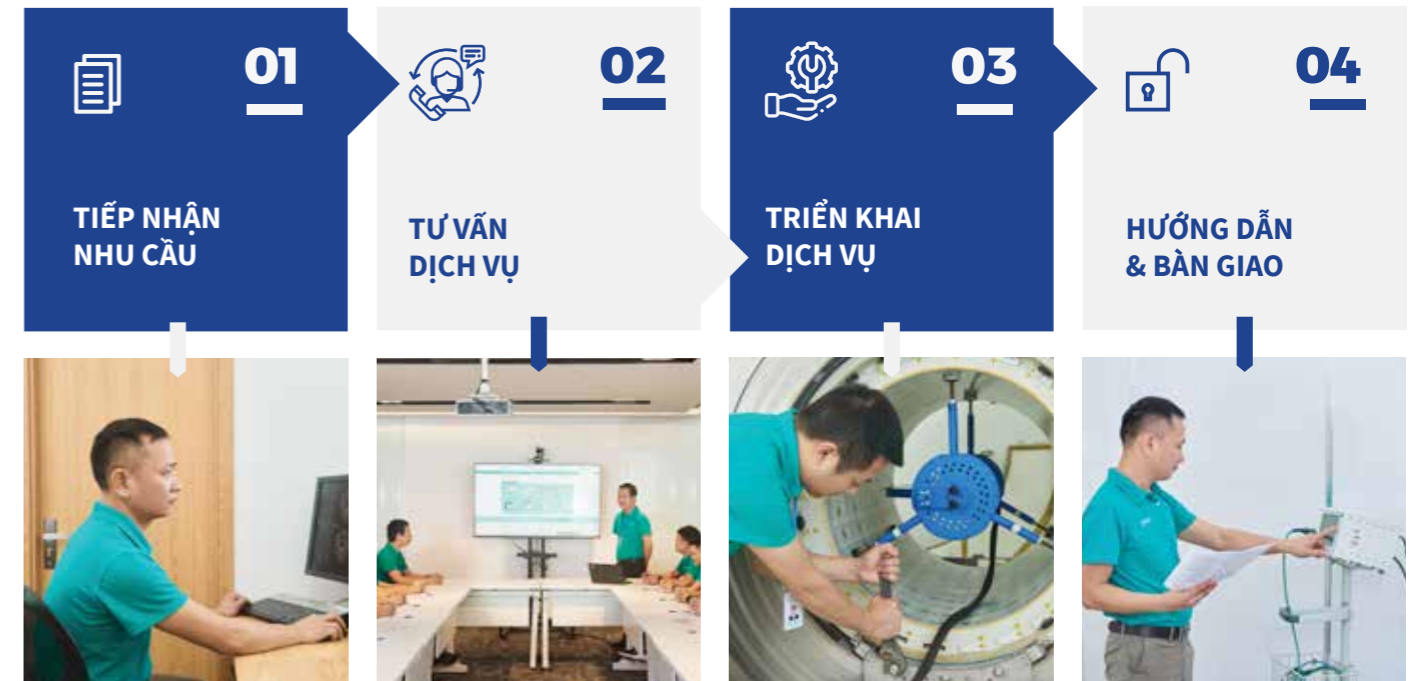 01
TIẾP NHẬN
NHU CẦU
02
TƯ VẤN
DỊCH VỤ
03
TRIỂN KHAI
DỊCH VỤ
04
HƯỚNG DẪN
& BÀN GIAO